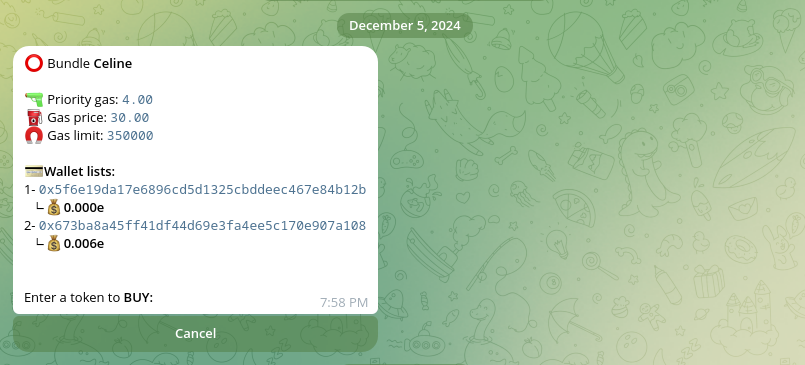 December 5, 2024
⭕ Bundle Celine
🔫 Priority gas: 4.00
⛽ Gas price: 30.00
🧲 Gas limit: 350000
💳Wallet lists:
1- 0x5f6e19da17e6896cd5d1325cbddeec467e84b12b
└ 💰 0.000e
2- 0x673ba8a45ff41df44d69e3fa4ee5c170e907a108
└ 💰 0.006e
Enter a token to BUY:
7:58 PM
Cancel